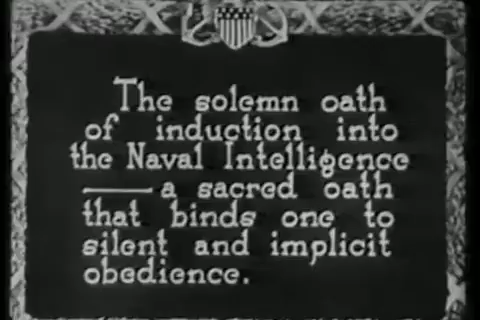 The solemn oath
of induction into
the Naval Intelligence
— a sacred oath
that binds one to
silent and implicit
obedience.